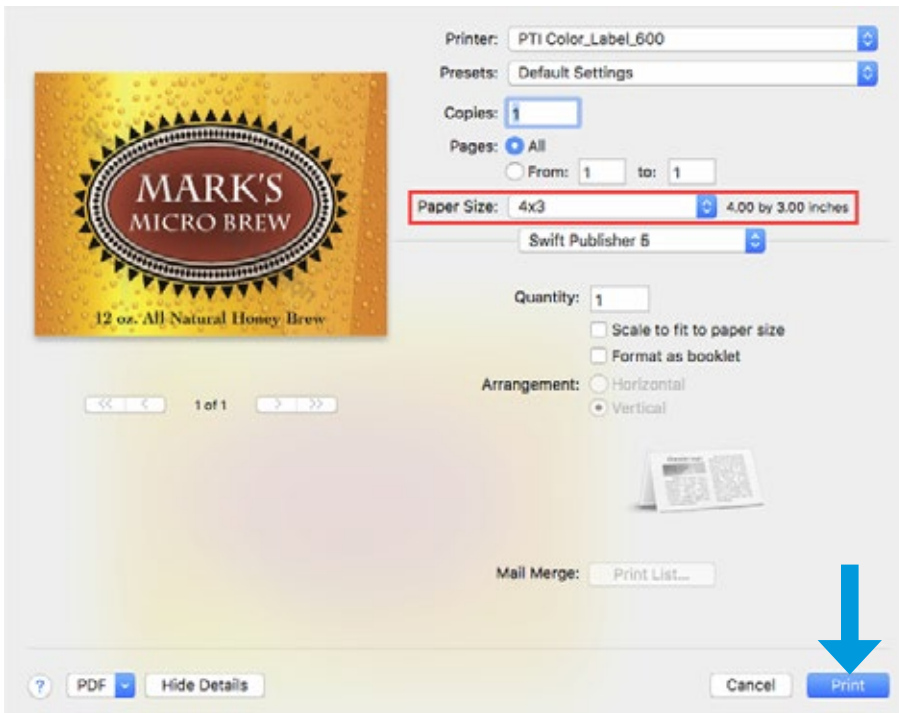 Printer: PTI Color_Label_600
Presets: Default Settings
Copies: 1
Pages: All
From: 1 to: 1
Paper Size: 4x3 4.00 by 3.00 inches
Swift Publisher 5
MARK'S
MICRO BREW
12 oz. All Natural Honey Brew
Quantity: 1
Scale to fit to paper size
Format as booklet
Arrangement: Horizontal
Vertical
<< < 1 of 1 > >>
Mail Merge: Print List...
? PDF Hide Details Cancel Print